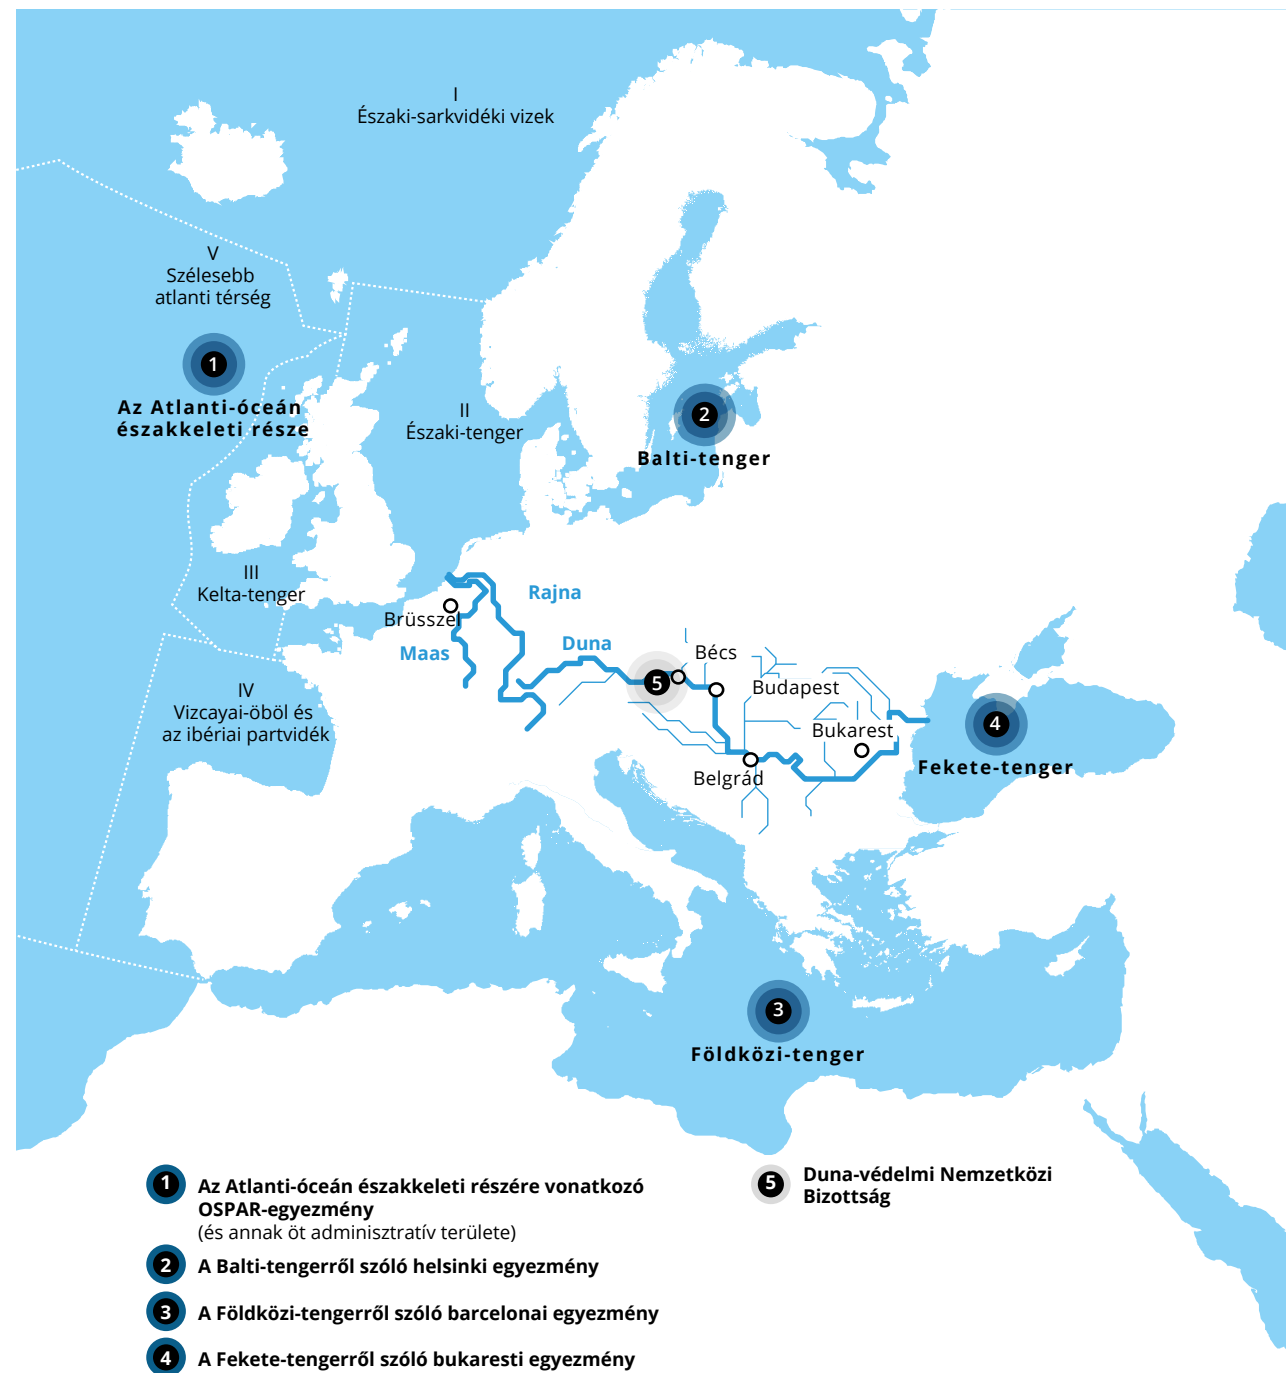 I
Északi-sarkvidéki vizek
V
Szélesebb
atlanti térség
1
Az Atlanti-óceán
északkeleti része
II
Északi-tenger
2
Balti-tenger
III
Kelta-tenger
Rajna
Brüsszel
Maas
Duna
Bécs
5
Budapest
IV
Vizcayai-öböl és
az ibériai partvidék
Bukarest
4
Fekete-tenger
Belgrád
3
Földközi-tenger
1 Az Atlanti-óceán északkeleti részére vonatkozó
OSPAR-egyezmény
(és annak öt adminisztratív területe)
2 A Balti-tengerről szóló helsinki egyezmény
3 A Földközi-tengerről szóló barcelonai egyezmény
4 A Fekete-tengerről szóló bukaresti egyezmény
5 Duna-védelmi Nemzetközi
Bizottság